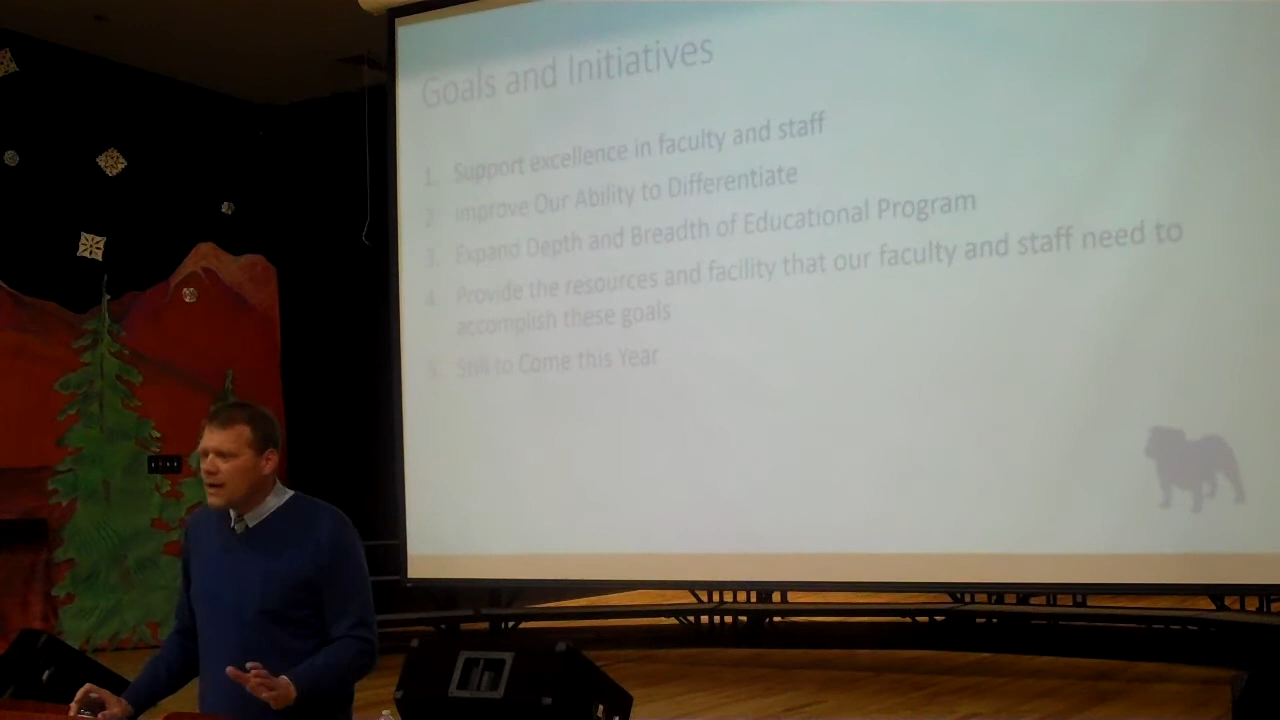 Goals and Initiatives
1. Support excellence in faculty and staff
2. Improve Our Ability to Differentiate
3. Expand Depth and Breadth of Educational Program
4. Provide the resources and facility that our faculty and staff need to
accomplish these goals
5. Still to Come this Year